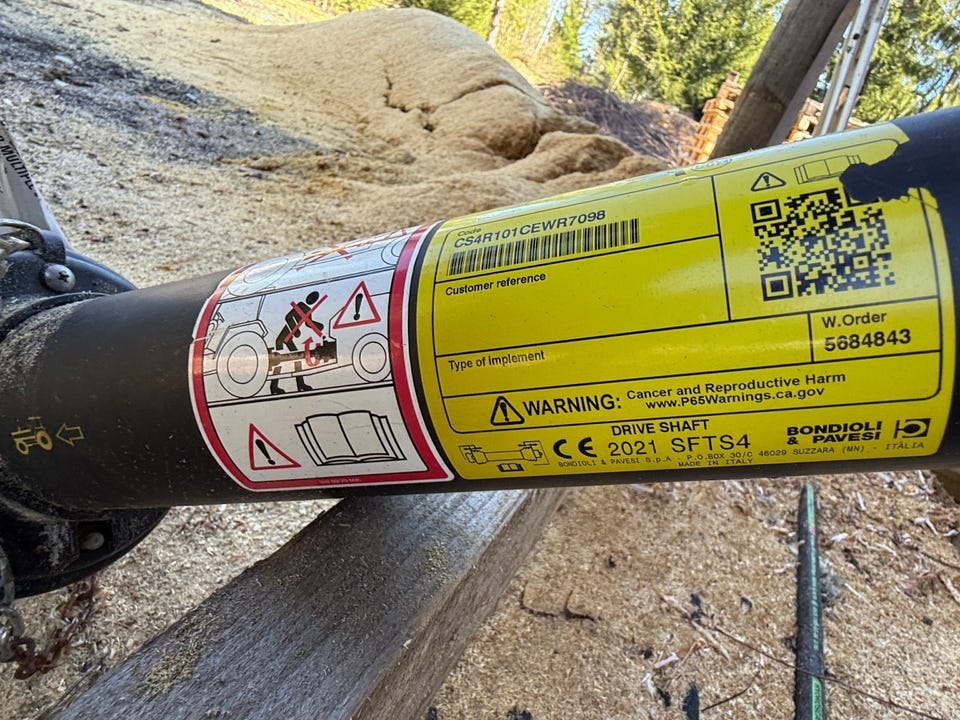 Code
CS4R101CEWR7098
Customer reference
Type of Implement
W.Order
5684843
WARNING: Cancer and Reproductive Harm
www.P65Warnings.ca.gov
DRIVE SHAFT
CE 2021 SFTS4
BONDIOLI
& PAVESI
BONDIOLI & PAVESI S.p.A. - P.O.BOX 30/C 46029 SUZZARA (MN) - ITALIA
MADE IN ITALY